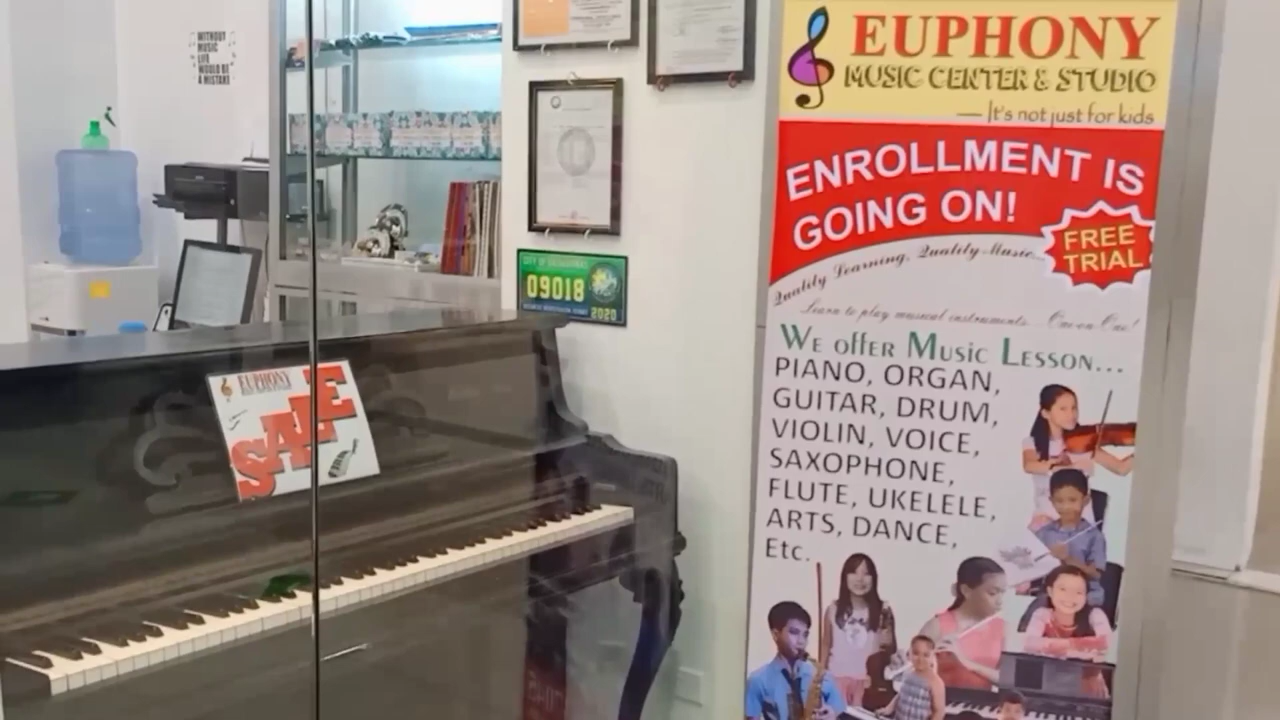 WITHOUT
MUSIC
LIFE
WOULD BE
A MISTAKE
EUPHONY
MUSIC CENTER & STUDIO
— It's not just for kids
ENROLLMENT IS
GOING ON!
FREE
TRIAL
Quality Learning, Quality Music...
Learn to play musical instruments... One on One!
We offer Music Lesson...
PIANO, ORGAN,
GUITAR, DRUM,
VIOLIN, VOICE,
SAXOPHONE,
FLUTE, UKELELE,
ARTS, DANCE,
Etc.
09018
2020
EUPHONY
SALE